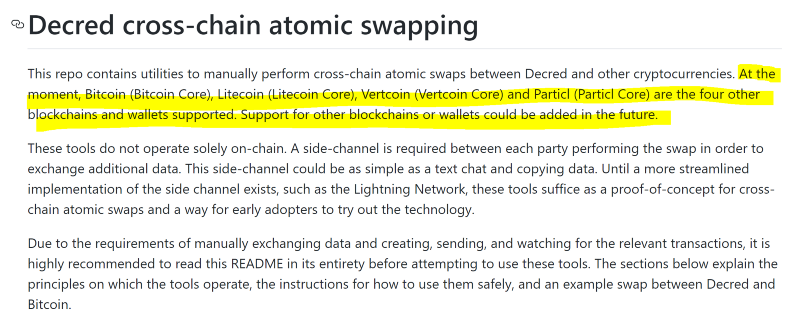 Decred cross-chain atomic swapping
This repo contains utilities to manually perform cross-chain atomic swaps between Decred and other cryptocurrencies. At the
moment, Bitcoin (Bitcoin Core), Litecoin (Litecoin Core), Vertcoin (Vertcoin Core) and Particl (Particl Core) are the four other
blockchains and wallets supported. Support for other blockchains or wallets could be added in the future.
These tools do not operate solely on-chain. A side-channel is required between each party performing the swap in order to
exchange additional data. This side-channel could be as simple as a text chat and copying data. Until a more streamlined
implementation of the side channel exists, such as the Lightning Network, these tools suffice as a proof-of-concept for cross-
chain atomic swaps and a way for early adopters to try out the technology.
Due to the requirements of manually exchanging data and creating, sending, and watching for the relevant transactions, it is
highly recommended to read this README in its entirety before attempting to use these tools. The sections below explain the
principles on which the tools operate, the instructions for how to use them safely, and an example swap between Decred and
Bitcoin.